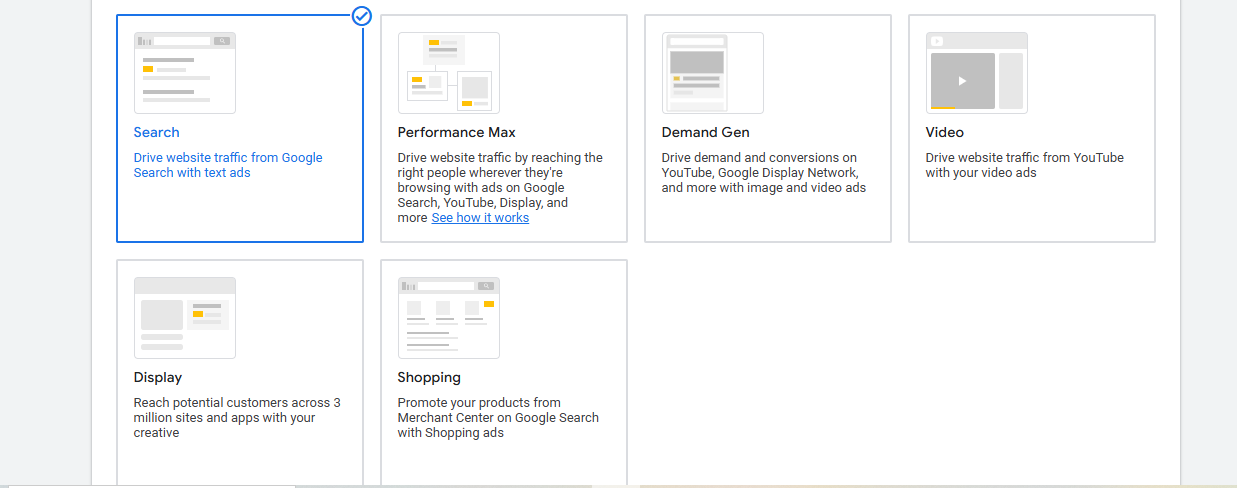 Search
Drive website traffic from Google
Search with text ads
Performance Max
Drive website traffic by reaching the
right people wherever they're
browsing with ads on Google
Search, YouTube, Display, and
more See how it works
Demand Gen
Drive demand and conversions on
YouTube, Google Display Network,
and more with image and video ads
Video
Drive website traffic from YouTube
with your video ads
Display
Reach potential customers across 3
million sites and apps with your
creative
Shopping
Promote your products from
Merchant Center on Google Search
with Shopping ads